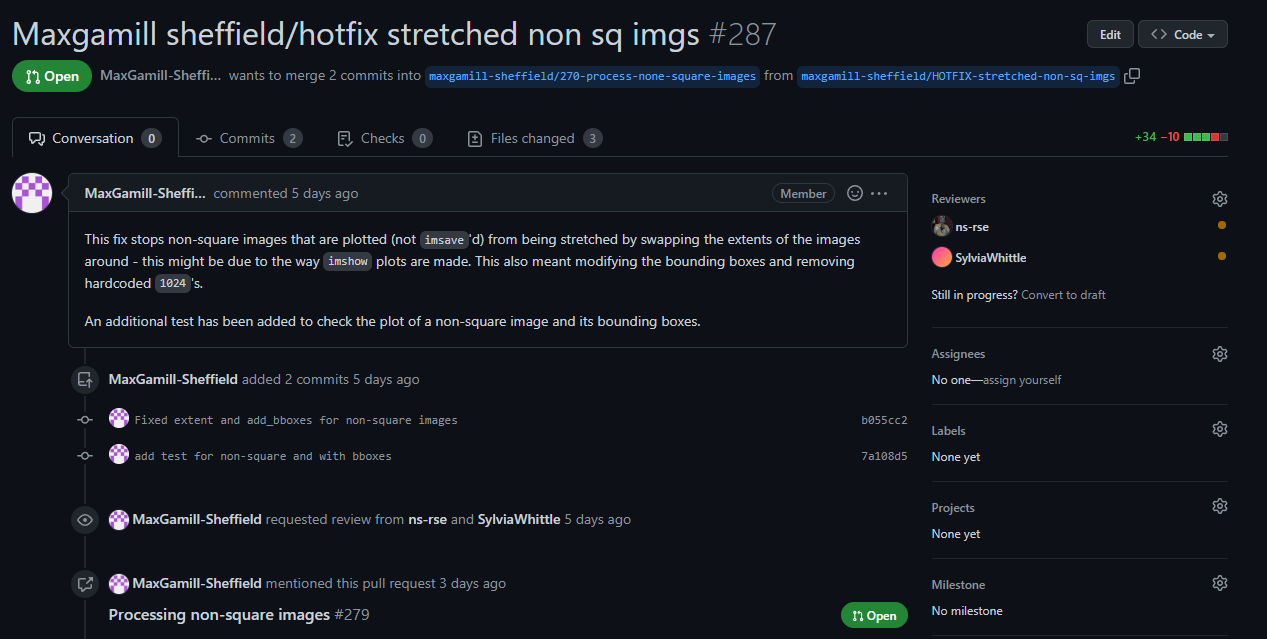 Maxgamill sheffield/hotfix stretched non sq imgs #287
Edit
Code
Open
MaxGamill-Sheffi... wants to merge 2 commits into maxgamill-sheffield/270-process-none-square-images from maxgamill-sheffield/HOTFIX-stretched-non-sq-imgs
Conversation 0
Commits 2
Checks 0
Files changed 3
+34 −10
MaxGamill-Sheffi... commented 5 days ago
Member
This fix stops non-square images that are plotted (not imsave'd) from being stretched by swapping the extents of the images
around - this might be due to the way imshow plots are made. This also meant modifying the bounding boxes and removing
hardcoded 1024's.
An additional test has been added to check the plot of a non-square image and its bounding boxes.
MaxGamill-Sheffield added 2 commits 5 days ago
Fixed extent and add_bboxes for non-square images b055cc2
add test for non-square and with bboxes 7a108d5
MaxGamill-Sheffield requested review from ns-rse and SylviaWhittle 5 days ago
MaxGamill-Sheffield mentioned this pull request 3 days ago
Processing non-square images #279
Open
Reviewers
ns-rse
SylviaWhittle
Still in progress? Convert to draft
Assignees
No one—assign yourself
Labels
None yet
Projects
None yet
Milestone
No milestone